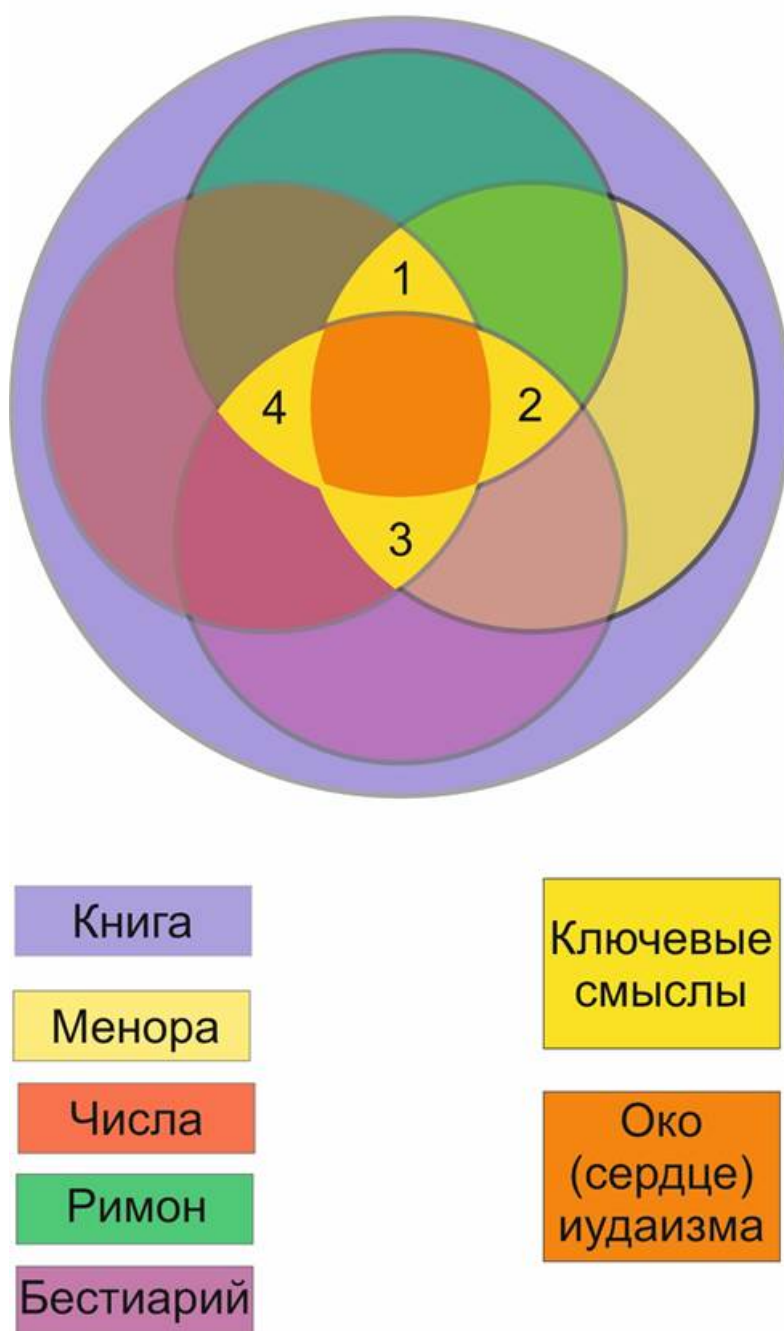 1
4
2
3
Книга
Менора
Числа
Римон
Бестиарий
Ключевые
смыслы
Око
(сердце)
иудаизма